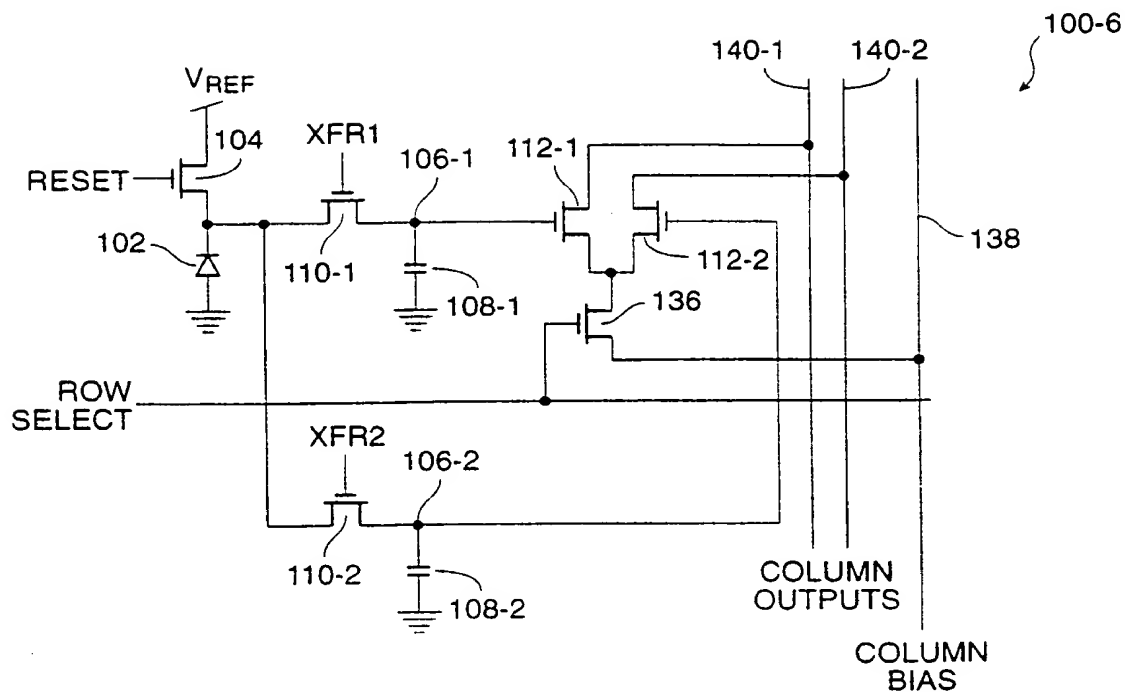 100-6
140-1
140-2
VREF
104
XFR1
106-1
112-1
RESET
102
110-1
108-1
112-2
138
136
ROW
SELECT
XFR2
106-2
110-2
108-2
COLUMN
OUTPUTS
COLUMN
BIAS